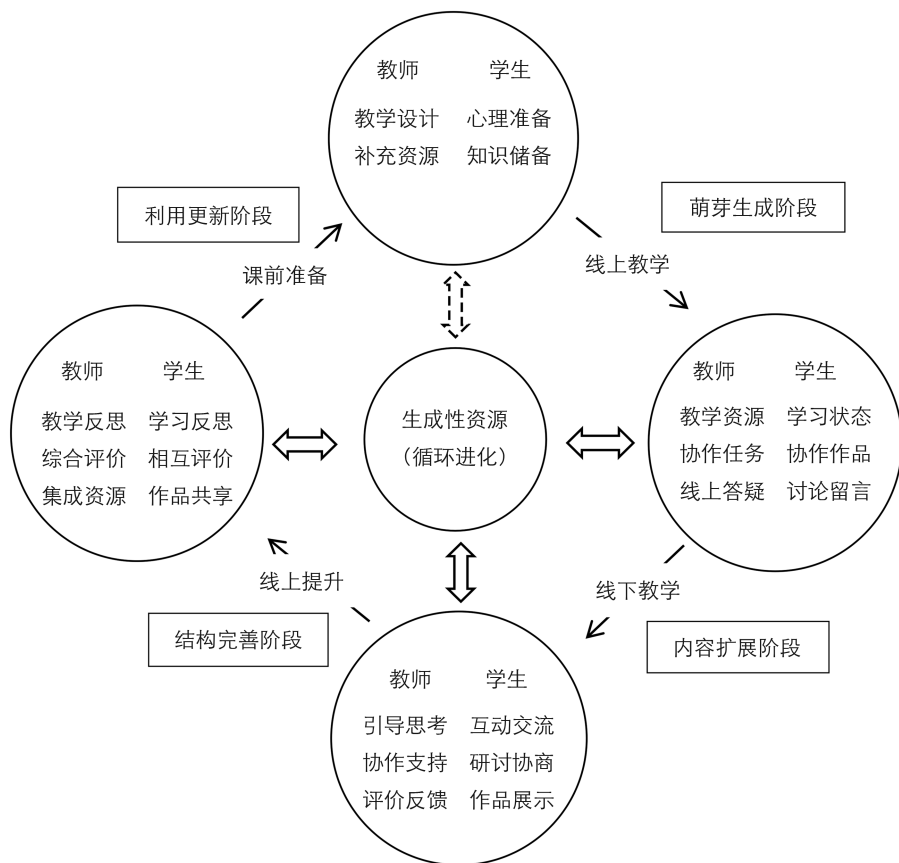 教师 学生
教学设计 心理准备
补充资源 知识储备
利用更新阶段
萌芽生成阶段
课前准备
线上教学
教师 学生
教学反思 学习反思
综合评价 相互评价
集成资源 作品共享
生成性资源
（循环进化）
教师 学生
教学资源 学习状态
协作任务 协作作品
线上答疑 讨论留言
线上提升
线下教学
结构完善阶段
内容扩展阶段
教师 学生
引导思考 互动交流
协作支持 研讨协商
评价反馈 作品展示